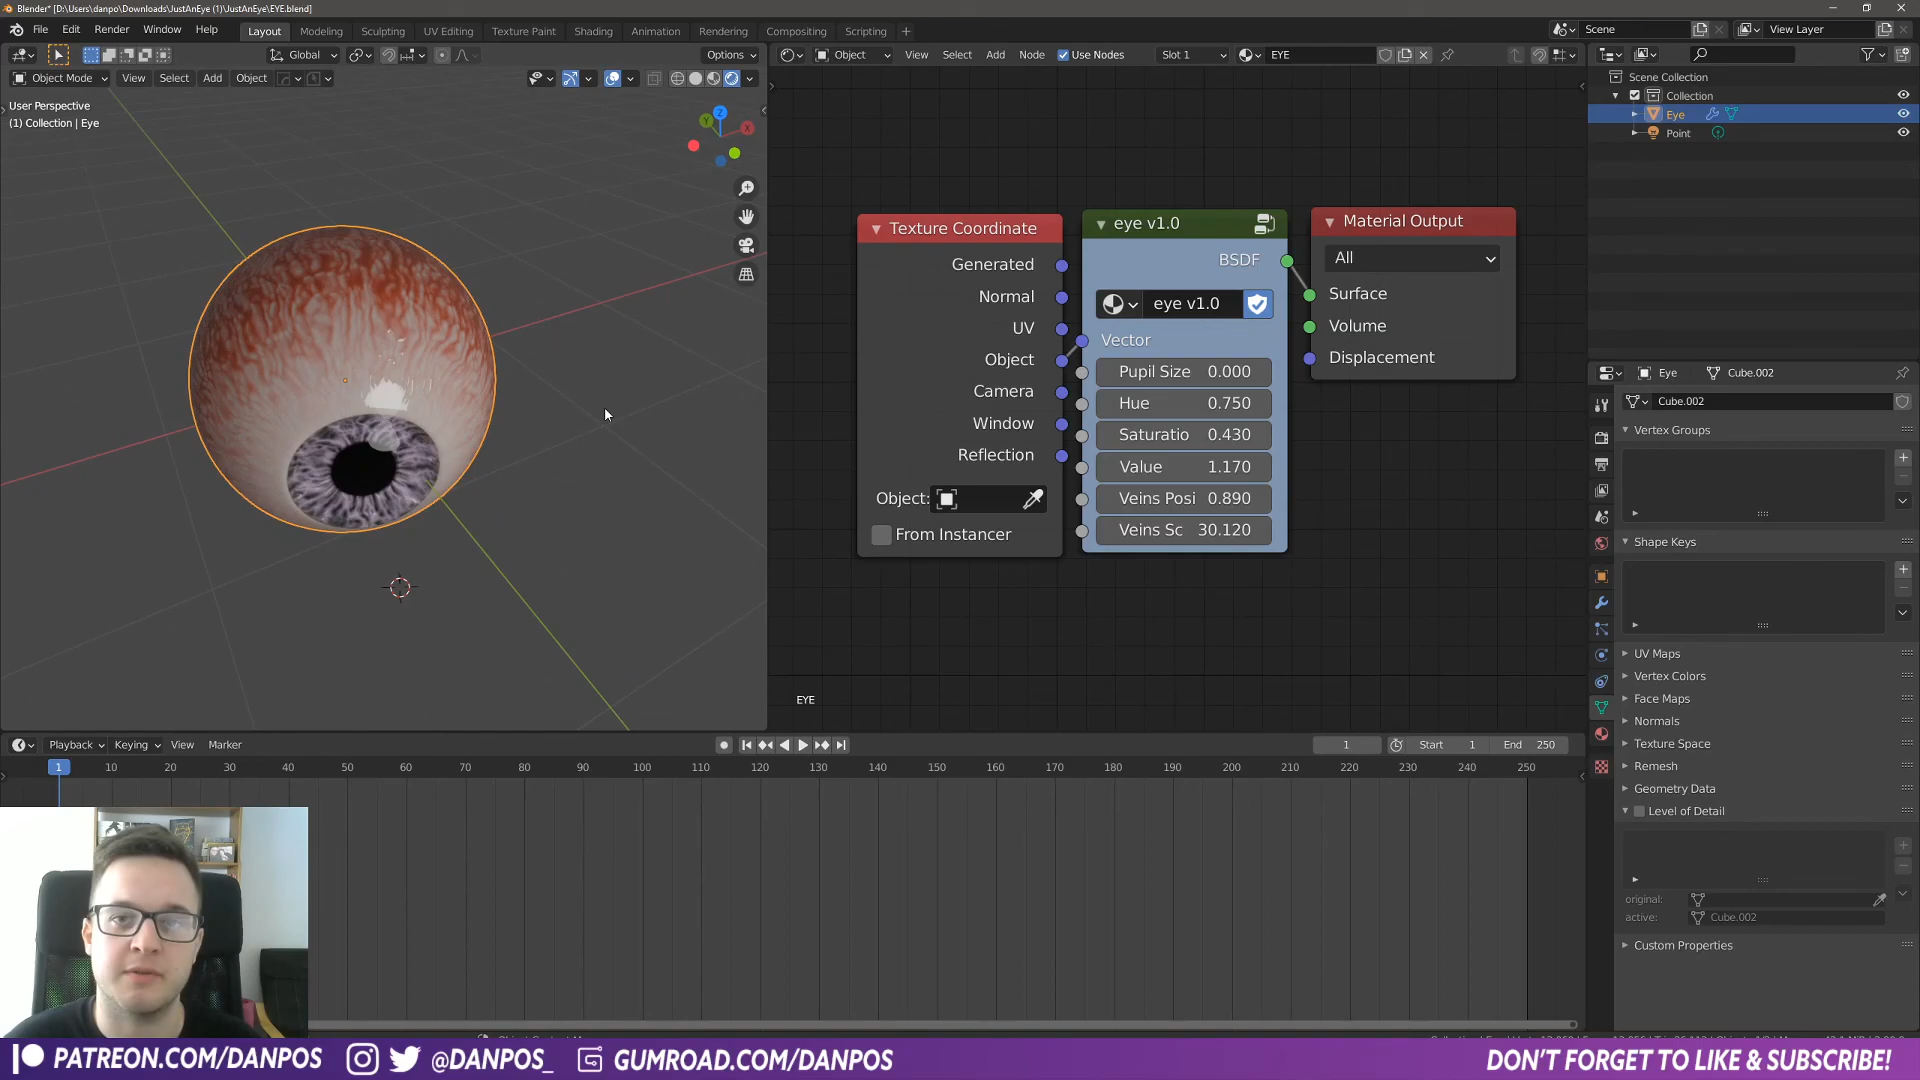 Blender* [D:\Users\danpo\Downloads\JustAnEye (1)\JustAnEye\EYE.blend]
File Edit Render Window Help Layout Modeling Sculpting UV Editing Texture Paint Shading Animation Rendering Compositing Scripting + Scene View Layer
Global Options Object View Select Add Node Use Nodes Slot 1 EYE
Object Mode View Select Add Object
User Perspective
(1) Collection | Eye
Z
Y
X
Scene Collection
Collection
Eye
Point
Texture Coordinate
Generated
Normal
UV
Object
Camera
Window
Reflection
Object:
From Instancer
eye v1.0
BSDF
eye v1.0
Vector
Pupil Size 0.000
Hue 0.750
Saturatio 0.430
Value 1.170
Veins Posi 0.890
Veins Sc 30.120
Material Output
All
Surface
Volume
Displacement
EYE
Eye Cube.002
Cube.002
Vertex Groups
Shape Keys
UV Maps
Vertex Colors
Face Maps
Normals
Texture Space
Remesh
Geometry Data
Level of Detail
original:
active: Cube.002
Custom Properties
Playback Keying View Marker 1 Start 1 End 250
1 10 20 30 40 50 60 70 80 90 100 110 120 130 140 150 160 170 180 190 200 210 220 230 240 250
PATREON.COM/DANPOS @DANPOS_ GUMROAD.COM/DANPOS DON'T FORGET TO LIKE & SUBSCRIBE!